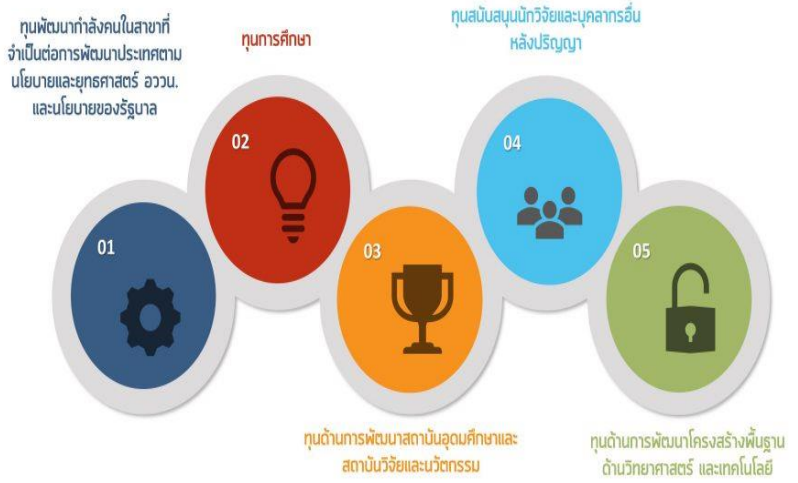 ทุนพัฒนากำลังคนในสาขาที่
จำเป็นต่อการพัฒนาประเทศตาม
นโยบายและยุทธศาสตร์ อววน.
และนโยบายของรัฐบาล
01
ทุนการศึกษา
02
ทุนด้านการพัฒนาสถาบันอุดมศึกษาและ
สถาบันวิจัยและนวัตกรรม
03
ทุนสนับสนุนนักวิจัยและบุคลากรอื่น
หลังปริญญา
04
ทุนด้านการพัฒนาโครงสร้างพื้นฐาน
ด้านวิทยาศาสตร์ และเทคโนโลยี
05